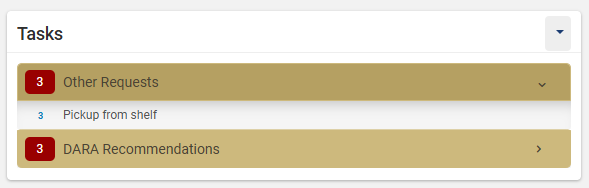 Tasks
3 Other Requests
3 Pickup from shelf
3 DARA Recommendations